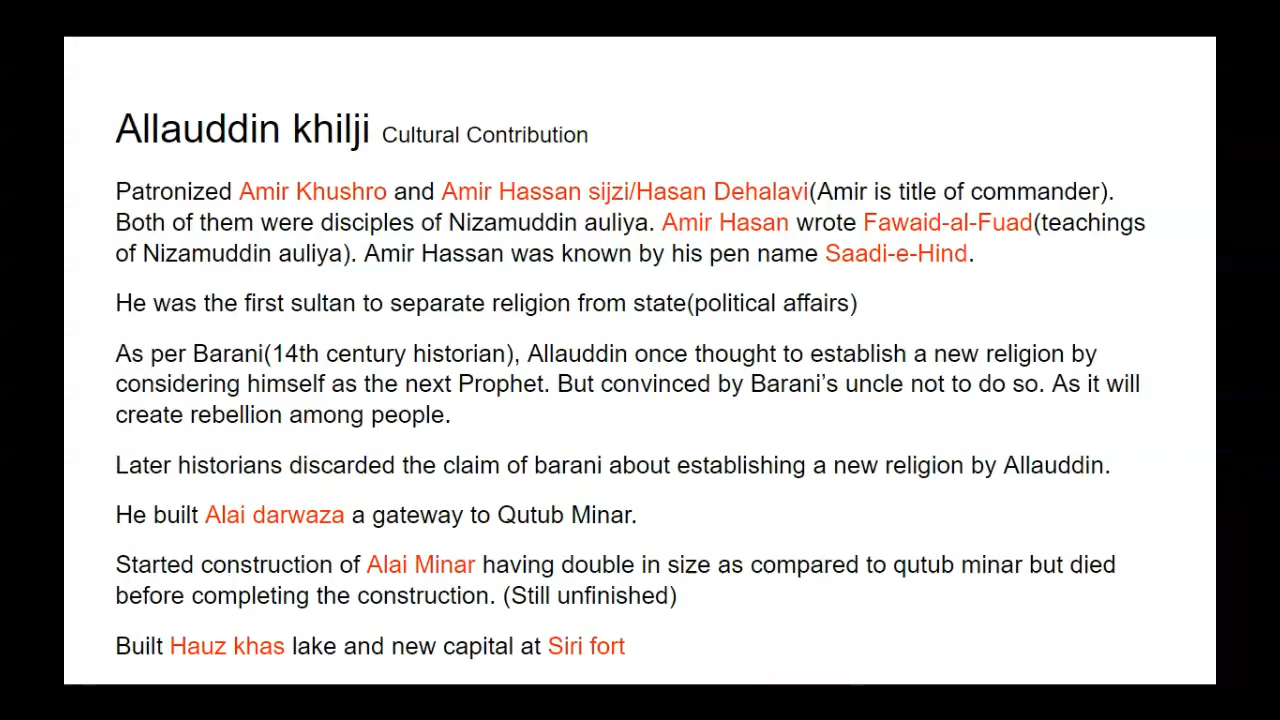 Allauddin khilji Cultural Contribution
Patronized Amir Khushro and Amir Hassan sijzi/Hasan Dehalavi(Amir is title of commander).
Both of them were disciples of Nizamuddin auliya. Amir Hasan wrote Fawaid-al-Fuad(teachings
of Nizamuddin auliya). Amir Hassan was known by his pen name Saadi-e-Hind.
He was the first sultan to separate religion from state(political affairs)
As per Barani(14th century historian), Allauddin once thought to establish a new religion by
considering himself as the next Prophet. But convinced by Barani’s uncle not to do so. As it will
create rebellion among people.
Later historians discarded the claim of barani about establishing a new religion by Allauddin.
He built Alai darwaza a gateway to Qutub Minar.
Started construction of Alai Minar having double in size as compared to qutub minar but died
before completing the construction. (Still unfinished)
Built Hauz khas lake and new capital at Siri fort